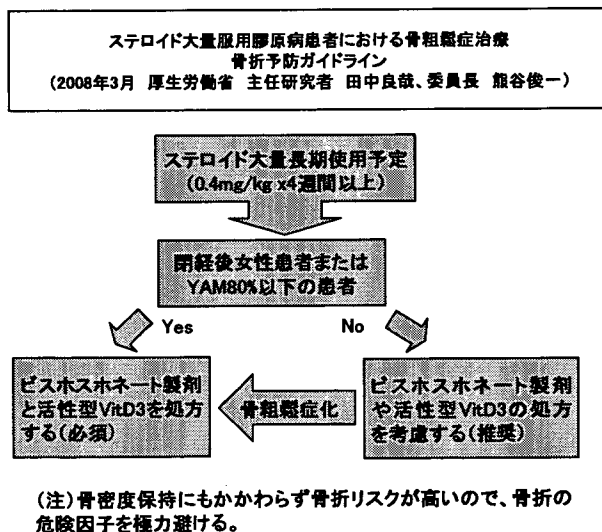 ステロイド大量服用膠原病患者における骨粗鬆症治療
骨折予防ガイドライン
(2008年3月 厚生労働省 主任研究者 田中良哉、委員長 熊谷俊一)
ステロイド大量長期使用予定
(0.4mg/kg x4週間以上)
閉経後女性患者または
YAM80%以下の患者
Yes
No
ビスホスホネート製剤
と活性型VitD3を処方
する(必須)
骨粗鬆症化
ビスホスホネート製剤
や活性型VitD3の処方
を考慮する(推奨)
(注)骨密度保持にもかかわらず骨折リスクが高いので、骨折の
危険因子を極力避ける。